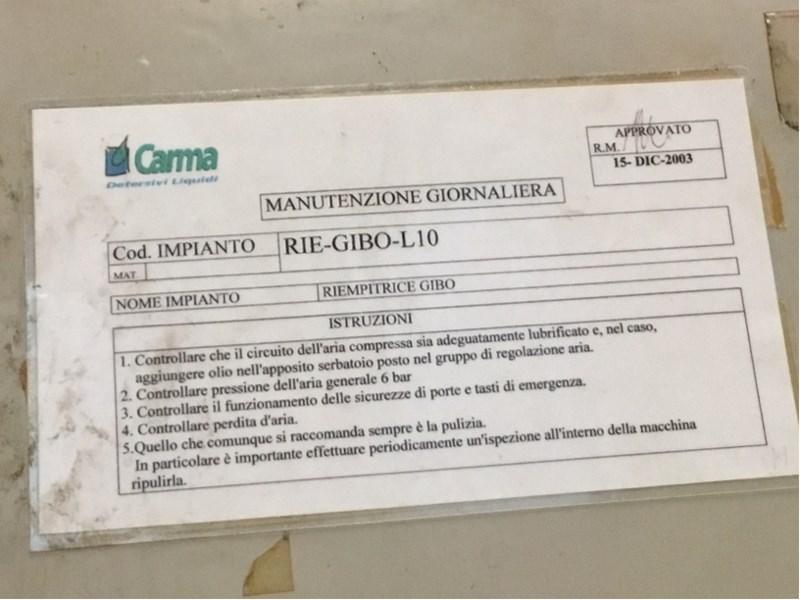 Carma
Detersivi Liquidi
APPROVATO
R.M.
15- DIC-2003
MANUTENZIONE GIORNALIERA
Cod. IMPIANTO RIE-GIBO-L10
MAT.
NOME IMPIANTO RIEMPITRICE GIBO
ISTRUZIONI
1. Controllare che il circuito dell'aria compressa sia adeguatamente lubrificato e, nel caso,
aggiungere olio nell'apposito serbatoio posto nel gruppo di regolazione aria.
2. Controllare pressione dell'aria generale 6 bar
3. Controllare il funzionamento delle sicurezze di porte e tasti di emergenza.
4. Controllare perdita d'aria.
5.Quello che comunque si raccomanda sempre è la pulizia.
In particolare è importante effettuare periodicamente un'ispezione all'interno della macchina
ripulirla.